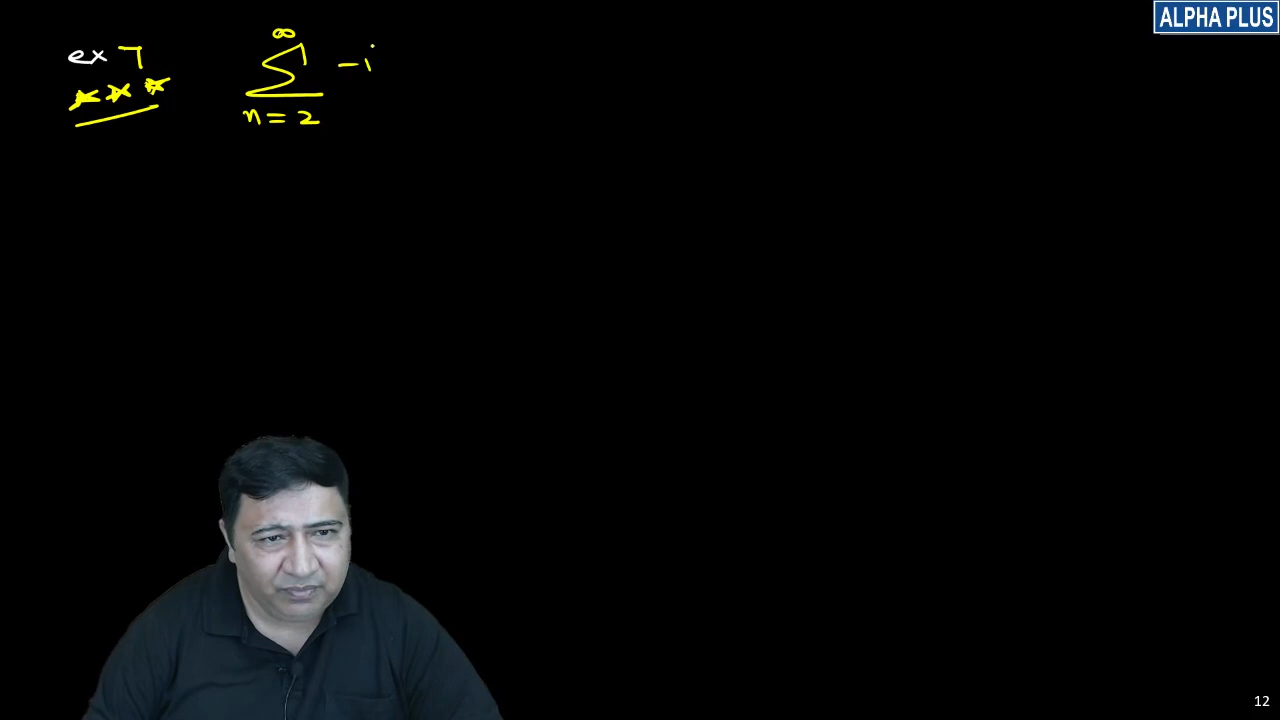 ALPHA PLUS
ex 7
∞
∑ -i
n = 2
12